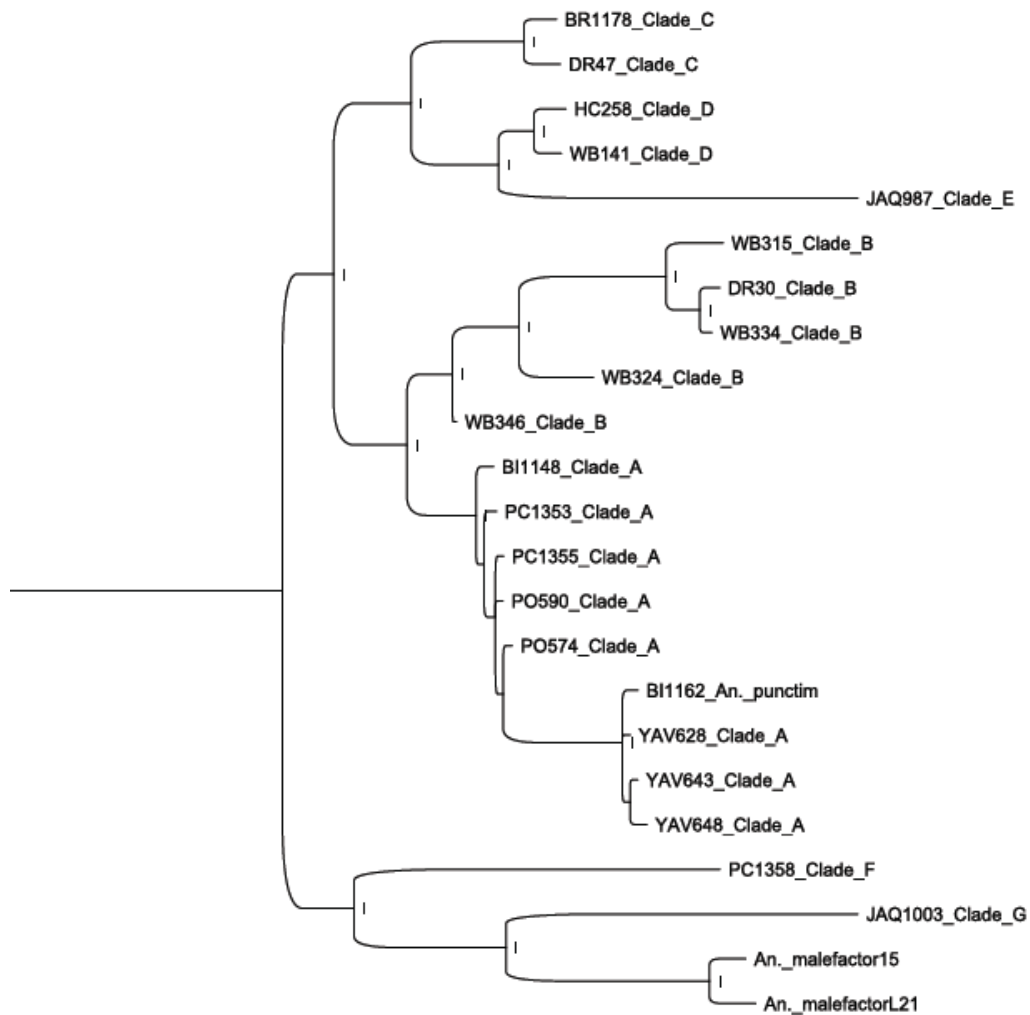 BR1178_Clade_C
DR47_Clade_C
HC258_Clade_D
WB141_Clade_D
JAQ987_Clade_E
WB315_Clade_B
DR30_Clade_B
WB334_Clade_B
WB324_Clade_B
WB346_Clade_B
BI1148_Clade_A
PC1353_Clade_A
PC1355_Clade_A
PO590_Clade_A
PO574_Clade_A
BI1162_An._punctim
YAV628_Clade_A
YAV643_Clade_A
YAV648_Clade_A
PC1358_Clade_F
JAQ1003_Clade_G
An._malefactor15
An._malefactorL21